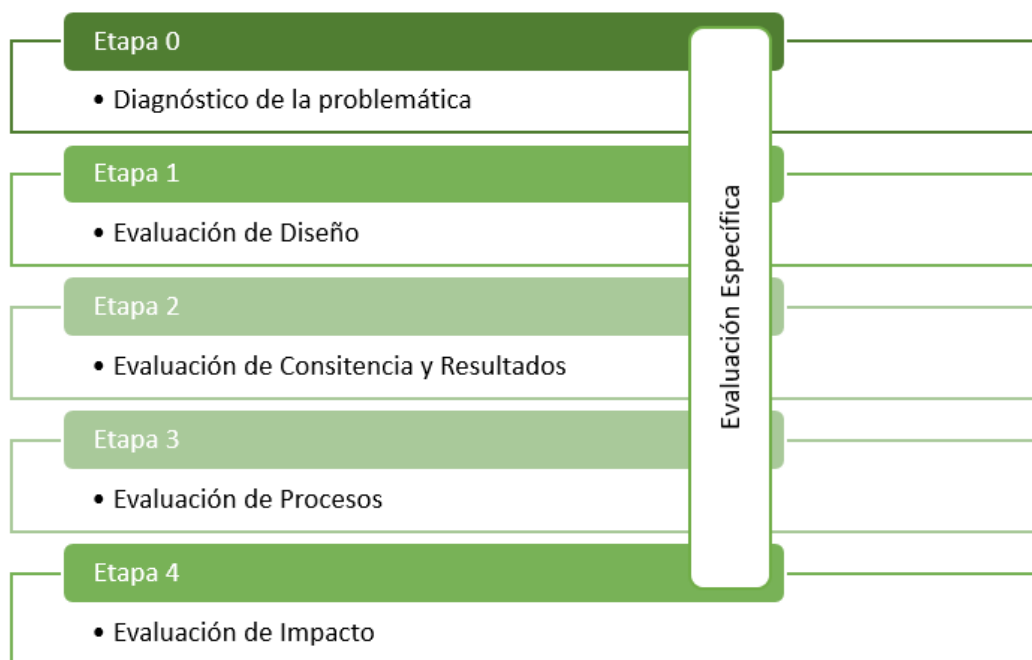 Etapa 0
• Diagnóstico de la problemática
Etapa 1
• Evaluación de Diseño
Etapa 2
• Evaluación de Consitencia y Resultados
Etapa 3
• Evaluación de Procesos
Etapa 4
• Evaluación de Impacto
Evaluación Específica